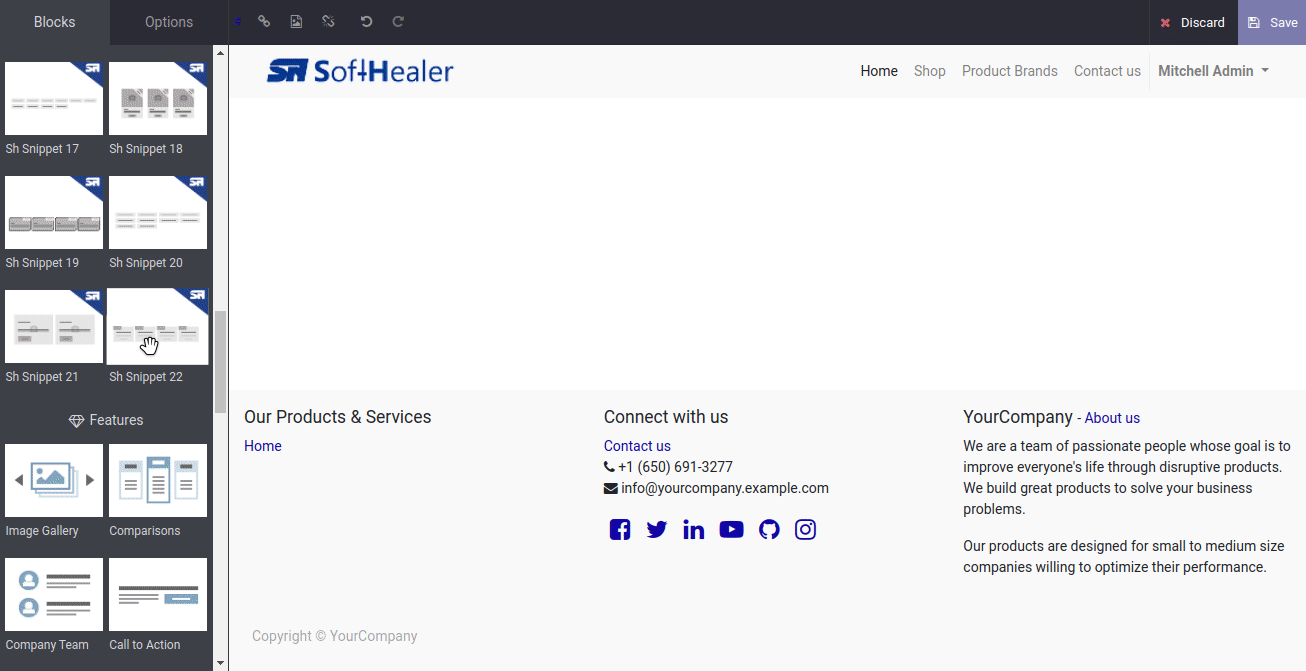 Blocks
Options
Discard
Save
SoftHealer
Home
Shop
Product Brands
Contact us
Mitchell Admin
Sh Snippet 17
Sh Snippet 18
Sh Snippet 19
Sh Snippet 20
Sh Snippet 21
Sh Snippet 22
Features
Image Gallery
Comparisons
Company Team
Call to Action
Our Products & Services
Home
Connect with us
Contact us
+1 (650) 691-3277
info@yourcompany.example.com
YourCompany - About us
We are a team of passionate people whose goal is to
improve everyone's life through disruptive products.
We build great products to solve your business
problems.
Our products are designed for small to medium size
companies willing to optimize their performance.
Copyright © YourCompany